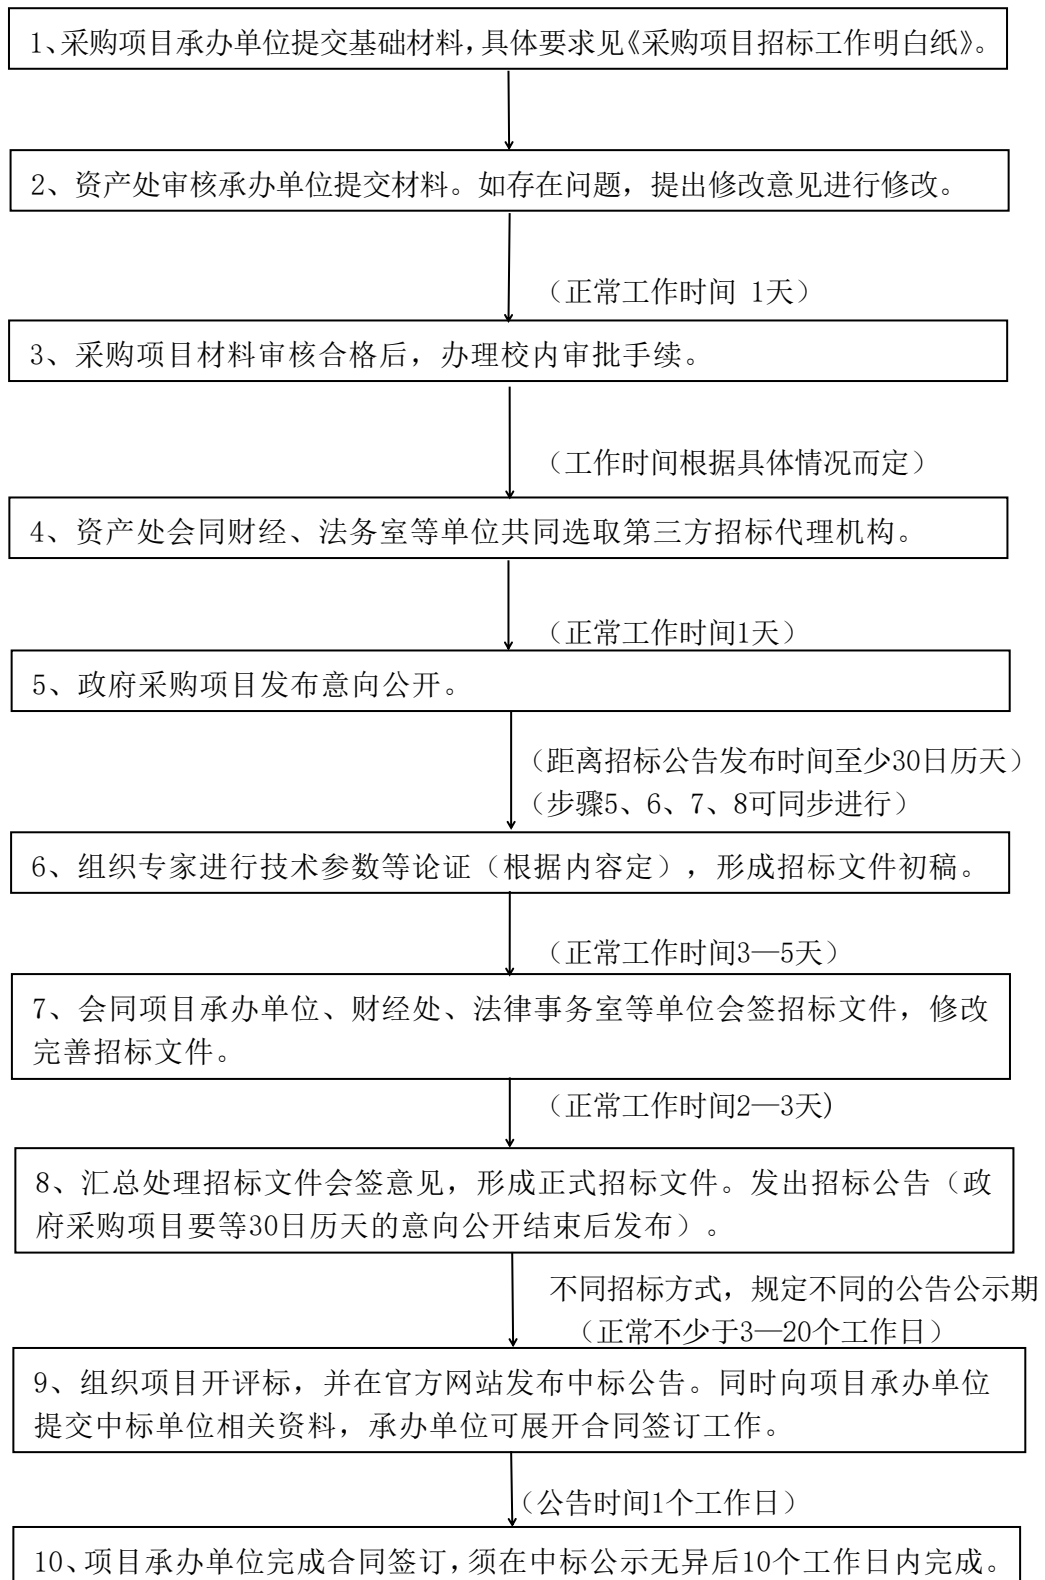 1、采购项目承办单位提交基础材料，具体要求见《采购项目招标工作明白纸》。
2、资产处审核承办单位提交材料。如存在问题，提出修改意见进行修改。
（正常工作时间 1天）
3、采购项目材料审核合格后，办理校内审批手续。
（工作时间根据具体情况而定）
4、资产处会同财经、法务室等单位共同选取第三方招标代理机构。
（正常工作时间1天）
5、政府采购项目发布意向公开。
（距离招标公告发布时间至少30日历天）
（步骤5、6、7、8可同步进行）
6、组织专家进行技术参数等论证（根据内容定），形成招标文件初稿。
（正常工作时间3—5天）
7、会同项目承办单位、财经处、法律事务室等单位会签招标文件，修改
完善招标文件。
（正常工作时间2—3天)
8、汇总处理招标文件会签意见，形成正式招标文件。发出招标公告（政
府采购项目要等30日历天的意向公开结束后发布）。
不同招标方式，规定不同的公告公示期
（正常不少于3—20个工作日）
9、组织项目开评标，并在官方网站发布中标公告。同时向项目承办单位
提交中标单位相关资料，承办单位可展开合同签订工作。
（公告时间1个工作日）
10、项目承办单位完成合同签订，须在中标公示无异后10个工作日内完成。